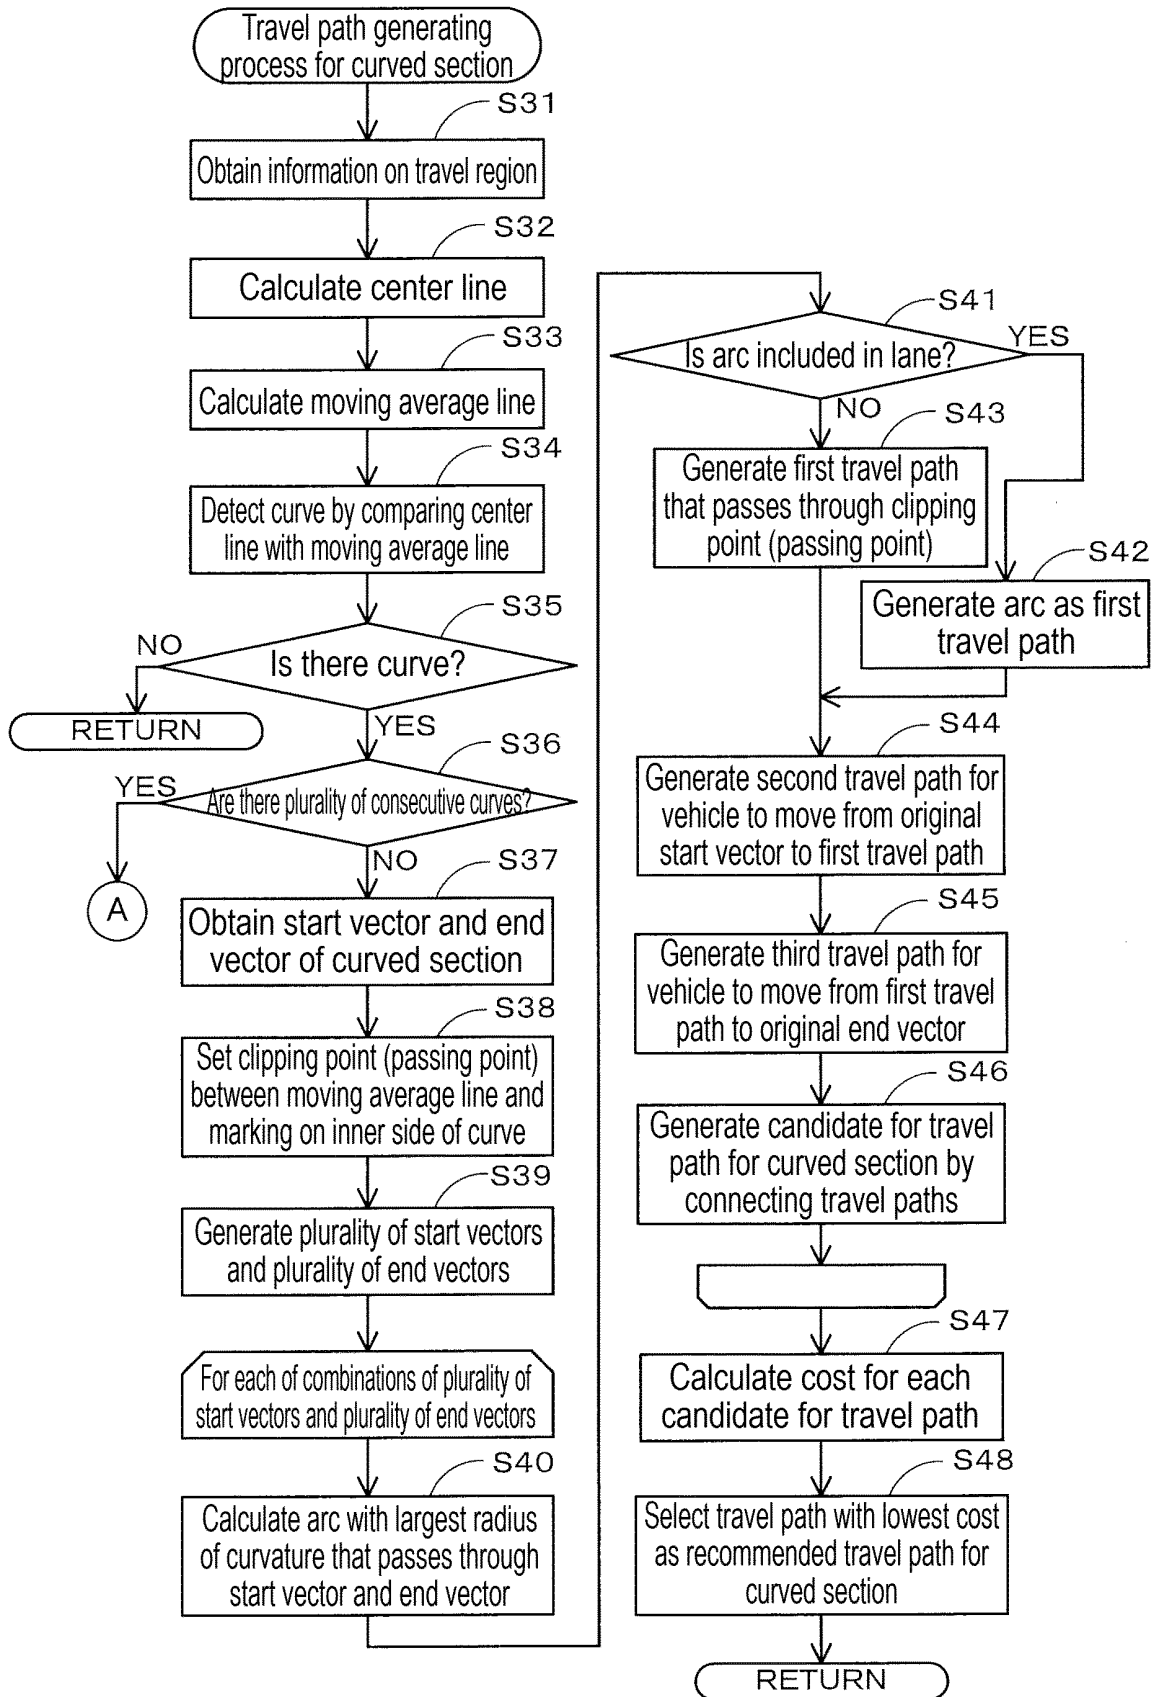 Travel path generating
process for curved section
S31
Obtain information on travel region
S32
Calculate center line
S33
Calculate moving average line
S34
Detect curve by comparing center
line with moving average line
S35
Is there curve?
NO
RETURN
YES
S36
Are there plurality of consecutive curves?
YES
A
NO
S37
Obtain start vector and end
vector of curved section
S38
Set clipping point (passing point)
between moving average line and
marking on inner side of curve
S39
Generate plurality of start vectors
and plurality of end vectors
For each of combinations of plurality of
start vectors and plurality of end vectors
S40
Calculate arc with largest radius
of curvature that passes through
start vector and end vector
S41
Is arc included in lane?
YES
NO
S43
Generate first travel path
that passes through clipping
point (passing point)
S42
Generate arc as first
travel path
S44
Generate second travel path for
vehicle to move from original
start vector to first travel path
S45
Generate third travel path for
vehicle to move from first travel
path to original end vector
S46
Generate candidate for travel
path for curved section by
connecting travel paths
S47
Calculate cost for each
candidate for travel path
S48
Select travel path with lowest cost
as recommended travel path for
curved section
RETURN